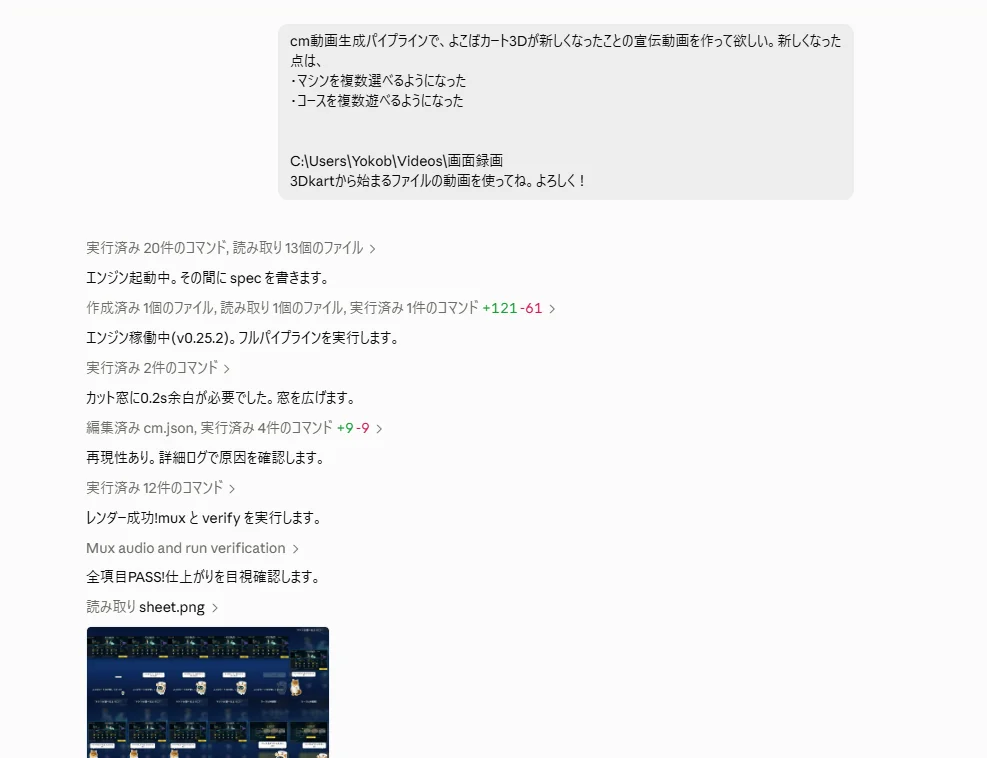 cm動画生成パイプラインで、よこぼカート3Dが新しくなったことの宣伝動画を作って欲しい。新しくなった
点は、
・マシンを複数選べるようになった
・コースを複数遊べるようになった
C:\Users\Yokob\Videos\画面録画
3Dkartから始まるファイルの動画を使ってね。よろしく！
実行済み 20件のコマンド, 読み取り 13個のファイル
エンジン起動中。その間に spec を書きます。
作成済み 1個のファイル, 読み取り 1個のファイル, 実行済み 1件のコマンド +121 -61
エンジン稼働中(v0.25.2)。フルパイプラインを実行します。
実行済み 2件のコマンド
カット窓に0.2s余白が必要でした。窓を広げます。
編集済み cm.json, 実行済み 4件のコマンド +9 -9
再現性あり。詳細ログで原因を確認します。
実行済み 12件のコマンド
レンダー成功!mux と verify を実行します。
Mux audio and run verification
全項目PASS!仕上がりを目視確認します。
読み取り sheet.png